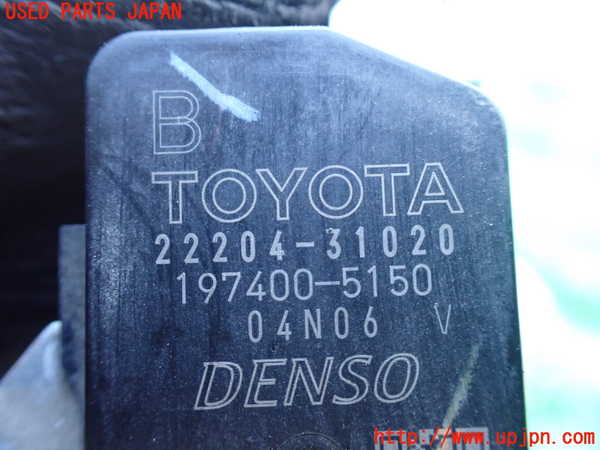 USED PARTS JAPAN
B
TOYOTA
22204-31020
197400-5150
04N06 V
DENSO
http://www.upjpn.com/